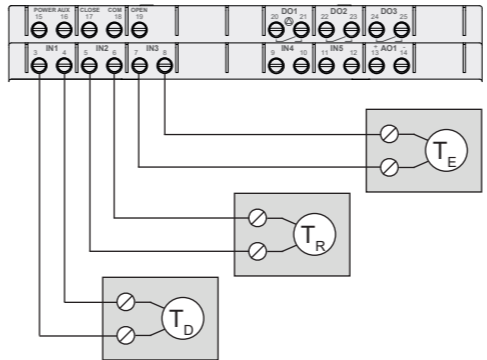 POWER AUX CLOSE COM OPEN DO1 DO2 DO3
15 16 17 18 19 20 21 22 23 24 25
IN1 IN2 IN3 IN4 IN5 + AO1 -
3 4 5 6 7 8 9 10 11 12 13 14
TE
TR
TD